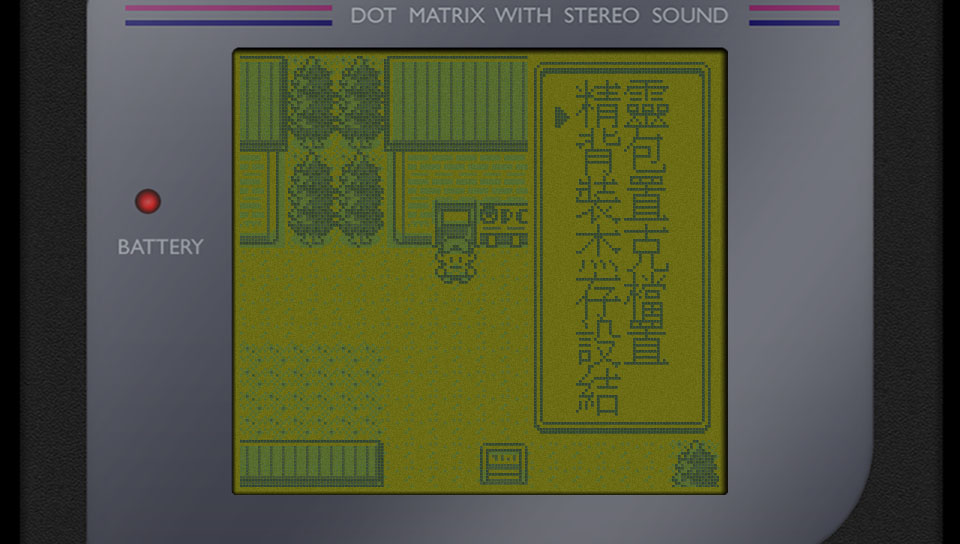 DOT MATRIX WITH STEREO SOUND
BATTERY
精靈
背包
裝置
杰克
存檔
設置
結
PC